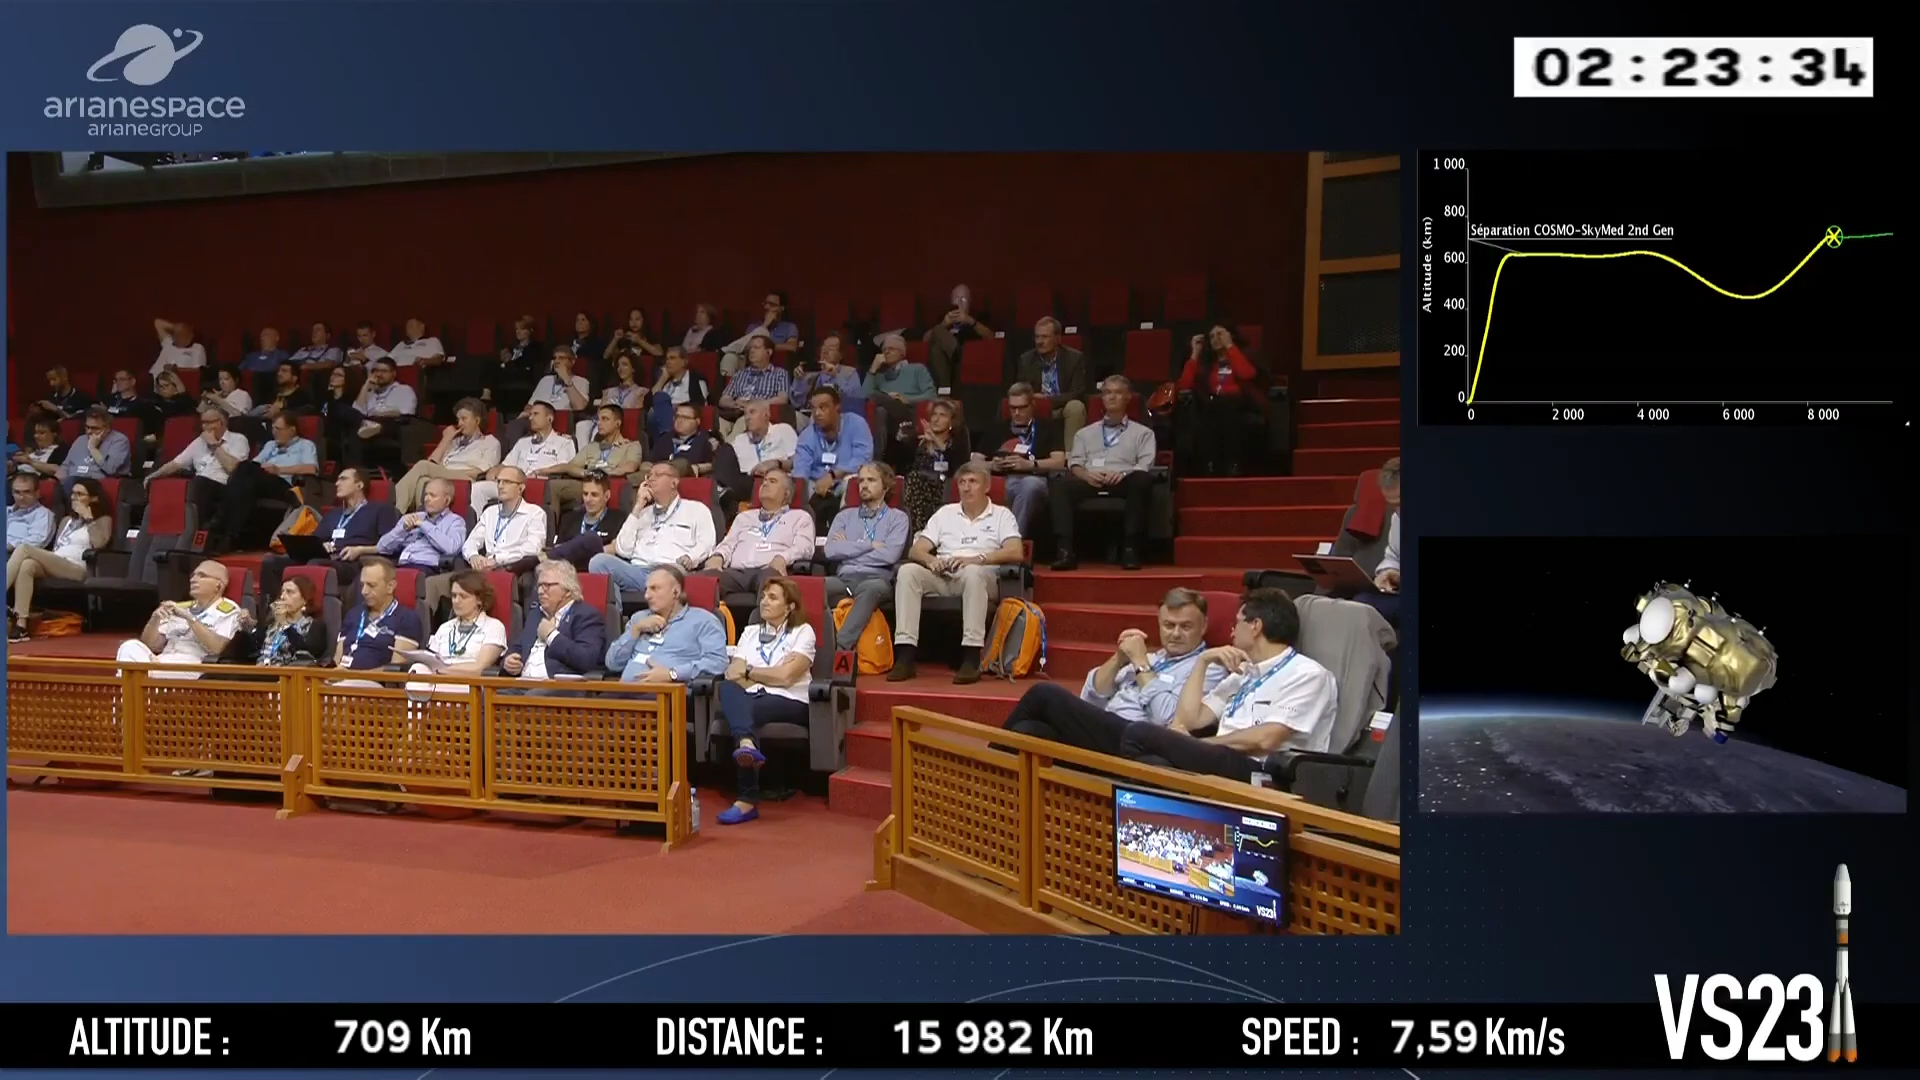 arianespace
arianeGROUP
02:23:34
1 000
800
Séparation COSMO-SkyMed 2nd Gen
600
400
200
0
Altitude (km)
0 2 000 4 000 6 000 8 000
B
A
VS23
VS23
ALTITUDE : 709 Km DISTANCE : 15 982 Km SPEED : 7,59 Km/s